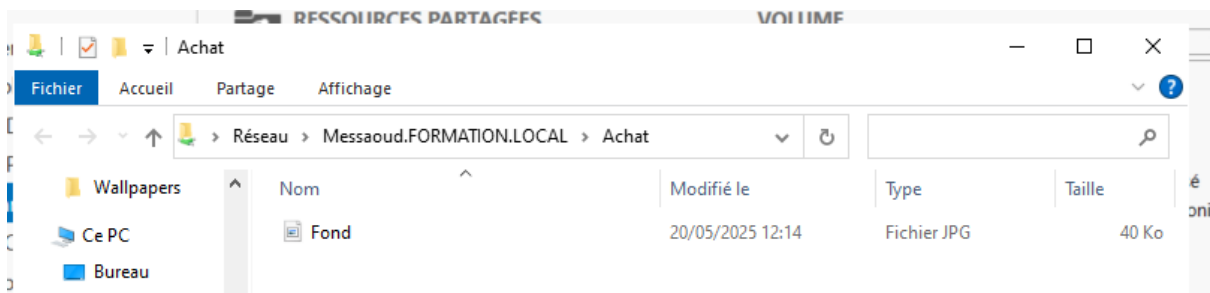 RESSOURCES PARTAGÉES VOLUME
Achat
Fichier Accueil Partage Affichage
Réseau > Messaoud.FORMATION.LOCAL > Achat
Wallpapers Nom Modifié le Type Taille
Ce PC Fond 20/05/2025 12:14 Fichier JPG 40 Ko
Bureau